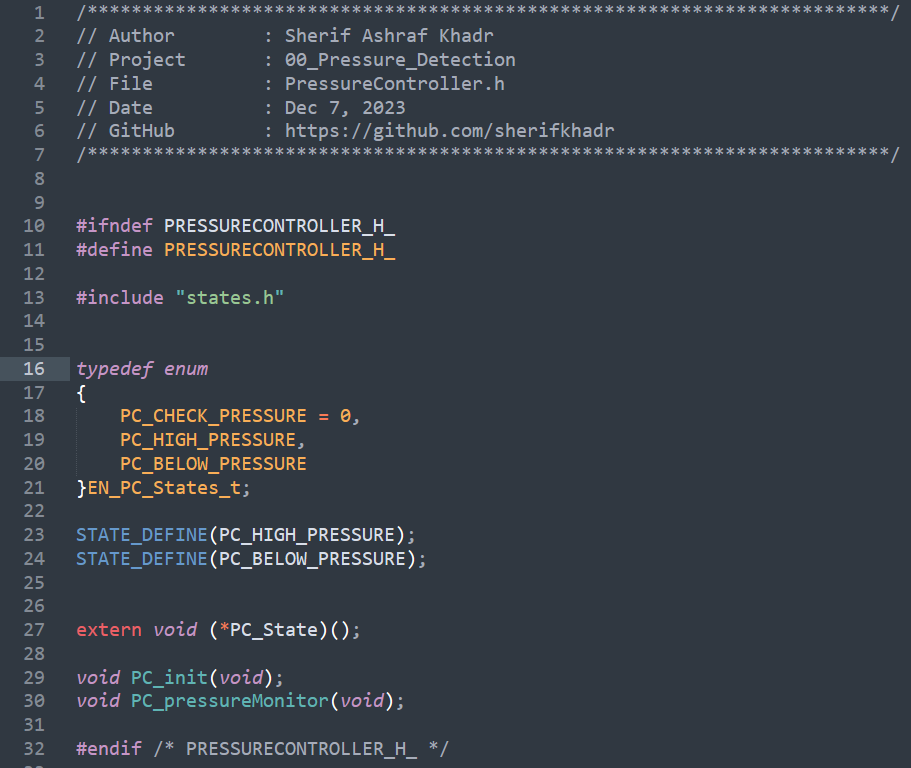 1 /*************************************************************************/
2 // Author        : Sherif Ashraf Khadr
3 // Project       : 00_Pressure_Detection
4 // File          : PressureController.h
5 // Date          : Dec 7, 2023
6 // GitHub        : https://github.com/sherifkhadr
7 /*************************************************************************/
8
9
10 #ifndef PRESSURECONTROLLER_H_
11 #define PRESSURECONTROLLER_H_
12
13 #include "states.h"
14
15
16 typedef enum
17 {
18     PC_CHECK_PRESSURE = 0,
19     PC_HIGH_PRESSURE,
20     PC_BELOW_PRESSURE
21 }EN_PC_States_t;
22
23 STATE_DEFINE(PC_HIGH_PRESSURE);
24 STATE_DEFINE(PC_BELOW_PRESSURE);
25
26
27 extern void (*PC_State)();
28
29 void PC_init(void);
30 void PC_pressureMonitor(void);
31
32 #endif /* PRESSURECONTROLLER_H_ */